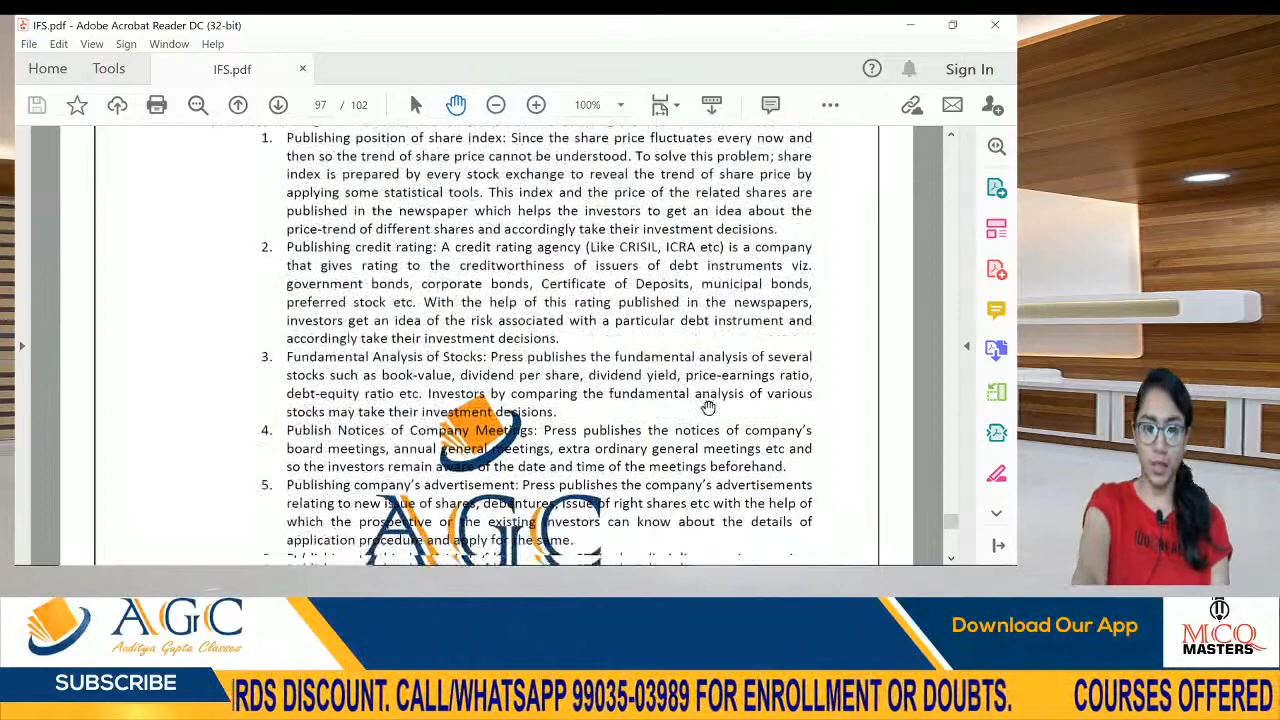 IFS.pdf - Adobe Acrobat Reader DC (32-bit)
File Edit View Sign Window Help
Home Tools IFS.pdf × Sign In
97 / 102 100%
1. Publishing position of share index: Since the share price fluctuates every now and
then so the trend of share price cannot be understood. To solve this problem; share
index is prepared by every stock exchange to reveal the trend of share price by
applying some statistical tools. This index and the price of the related shares are
published in the newspaper which helps the investors to get an idea about the
price-trend of different shares and accordingly take their investment decisions.
2. Publishing credit rating: A credit rating agency (Like CRISIL, ICRA etc) is a company
that gives rating to the creditworthiness of issuers of debt instruments viz.
government bonds, corporate bonds, Certificate of Deposits, municipal bonds,
preferred stock etc. With the help of this rating published in the newspapers,
investors get an idea of the risk associated with a particular debt instrument and
accordingly take their investment decisions.
3. Fundamental Analysis of Stocks: Press publishes the fundamental analysis of several
stocks such as book-value, dividend per share, dividend yield, price-earnings ratio,
debt-equity ratio etc. Investors by comparing the fundamental analysis of various
stocks may take their investment decisions.
4. Publish Notices of Company Meetings: Press publishes the notices of company's
board meetings, annual general meetings, extra ordinary general meetings etc and
so the investors remain aware of the date and time of the meetings beforehand.
5. Publishing company's advertisement: Press publishes the company's advertisements
relating to new issue of shares, debentures, issue of right shares etc with the help of
which the prospective or the existing investors can know about the details of
application procedure and apply for the same.
AGC
AGC
Aaditya Gupta Classes
Download Our App
MCQ
MASTERS
SUBSCRIBE
IRDS DISCOUNT. CALL/WHATSAPP 99035-03989 FOR ENROLLMENT OR DOUBTS. COURSES OFFERED